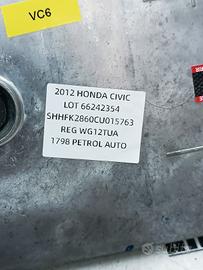 VC6
2012 HONDA CIVIC
LOT 66242354
SHHFK2860CU015763
REG WG12TUA
1798 PETROL AUTO